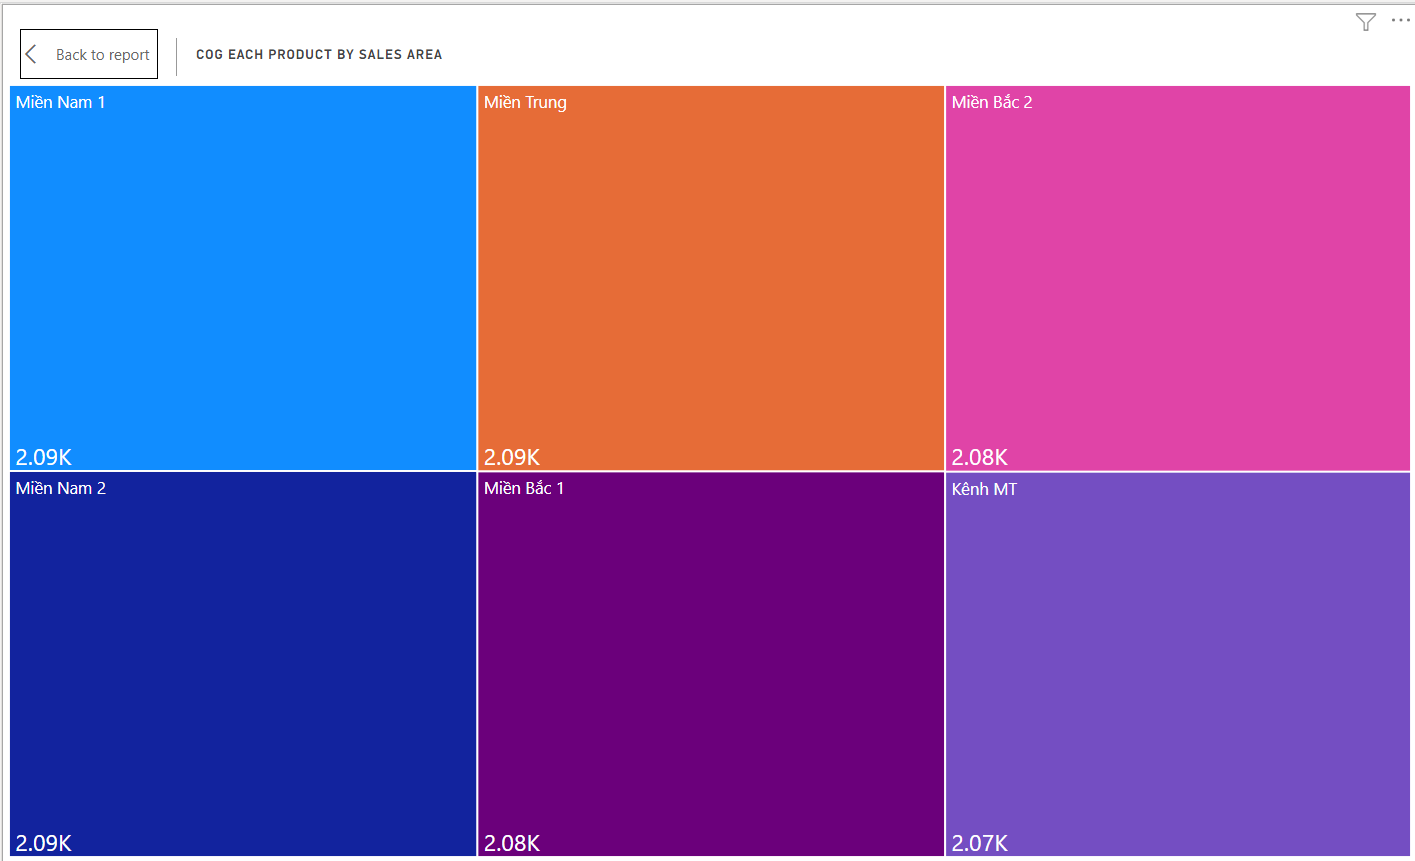 Back to report
COG EACH PRODUCT BY SALES AREA
Miền Nam 1
2.09K
Miền Trung
2.09K
Miền Bắc 2
2.08K
Miền Nam 2
2.09K
Miền Bắc 1
2.08K
Kênh MT
2.07K